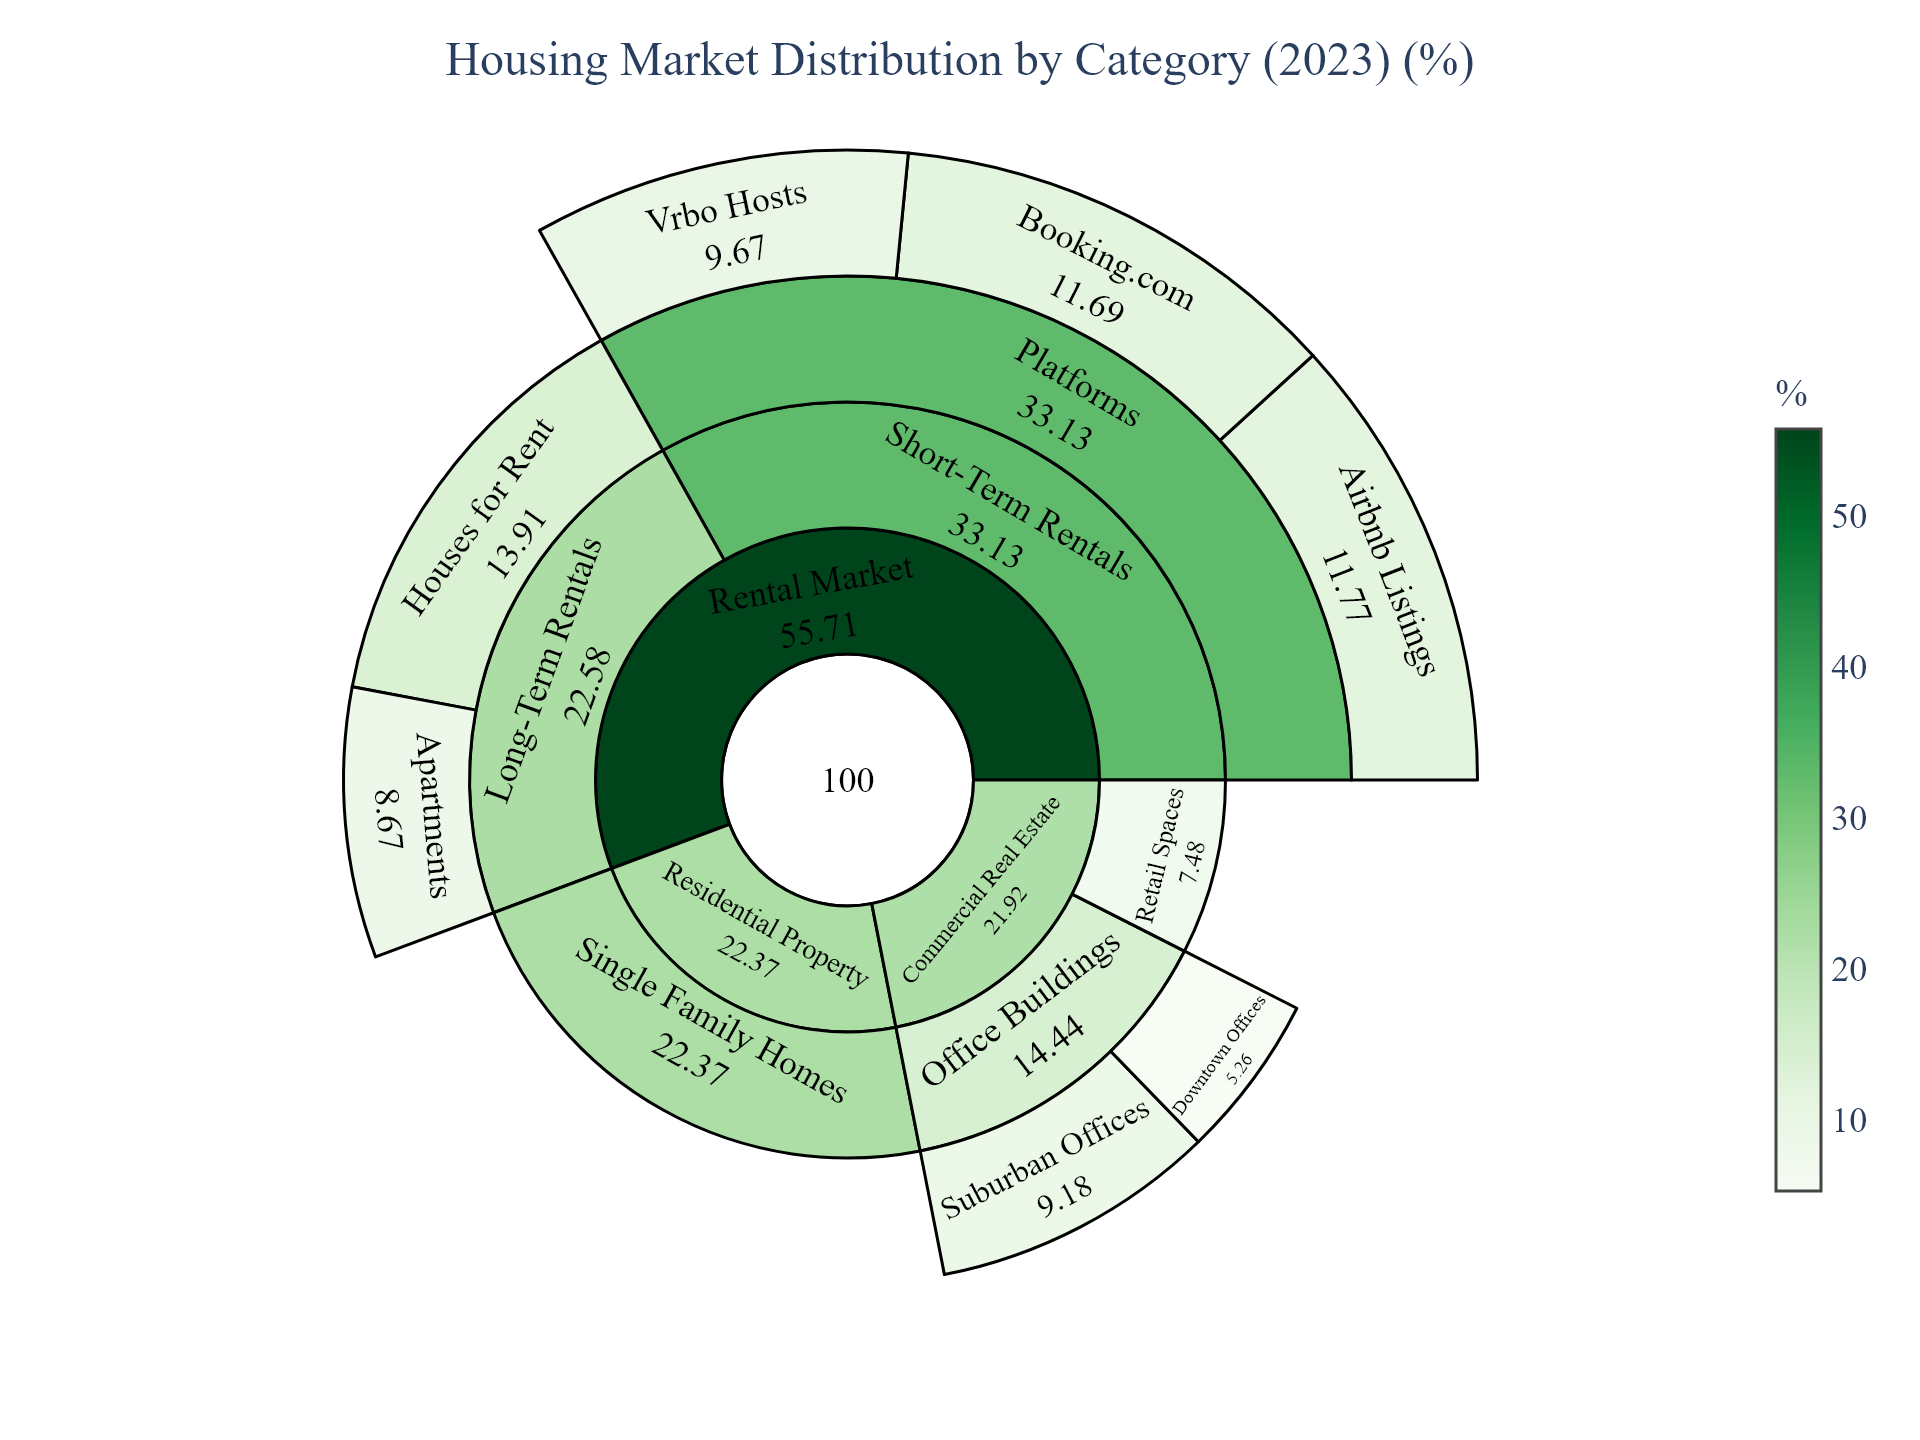 Housing Market Distribution by Category (2023) (%)
Vrbo Hosts
9.67
Booking.com
11.69
Platforms
33.13
Airbnb Listings
11.77
Short-Term Rentals
33.13
Houses for Rent
13.91
Long-Term Rentals
22.58
Rental Market
55.71
100
Apartments
8.67
Residential Property
22.37
Commercial Real Estate
21.92
Retail Spaces
7.48
Single Family Homes
22.37
Office Buildings
14.44
Downtown Offices
5.26
Suburban Offices
9.18
%
50
40
30
20
10